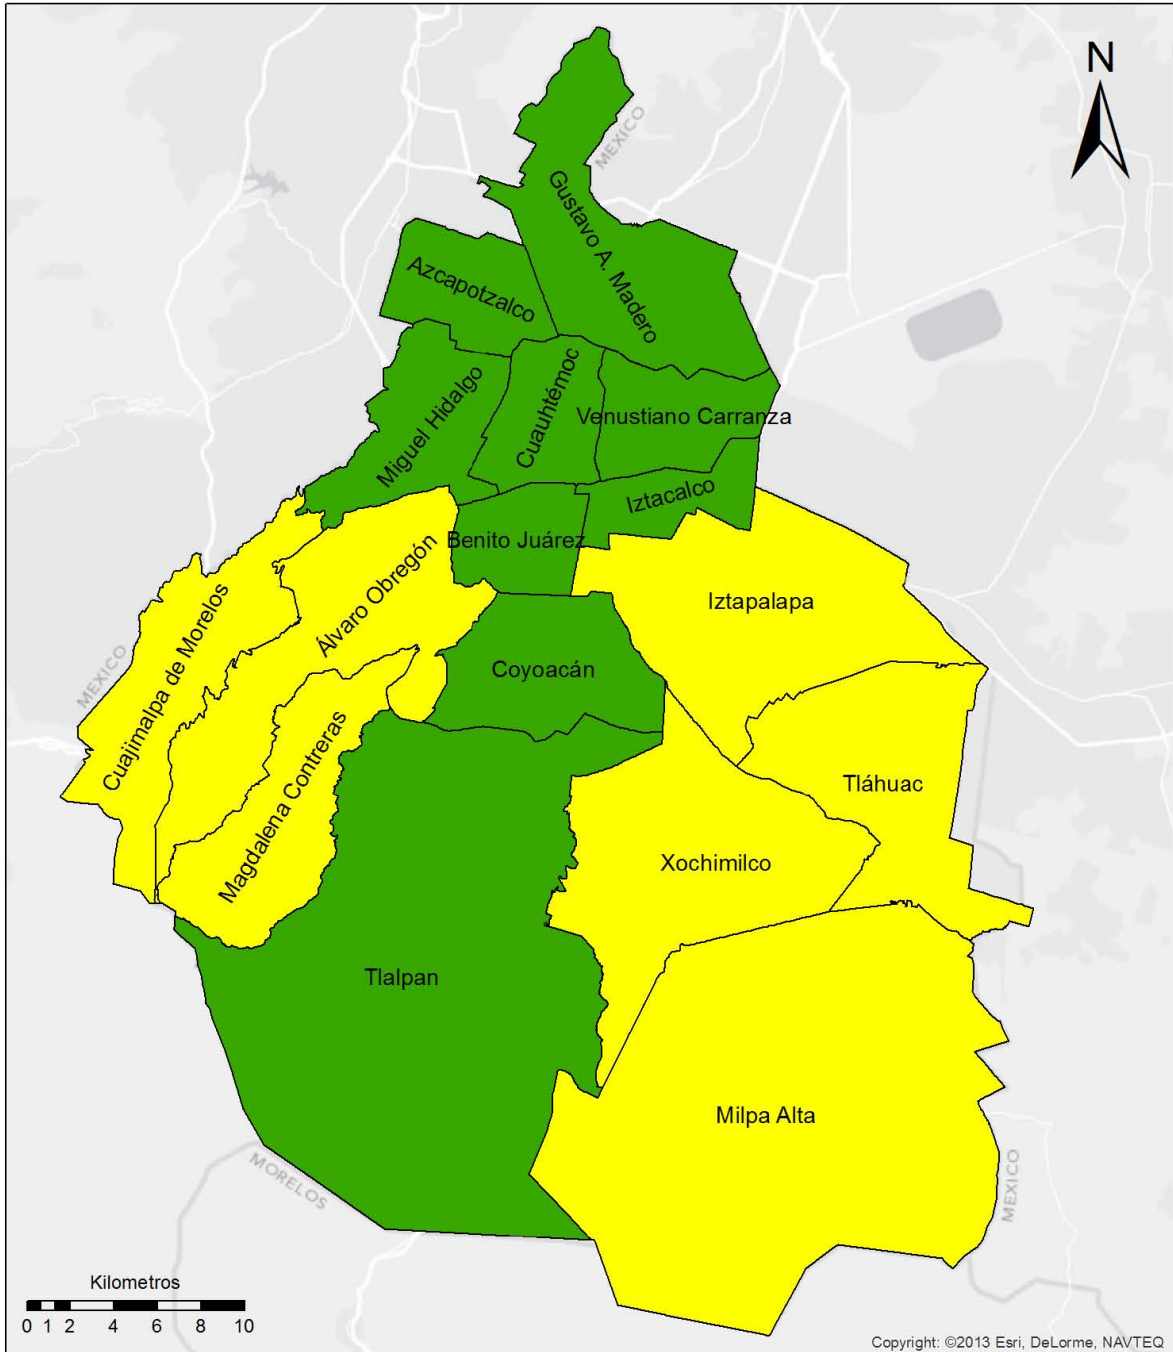 N
MEXICO
Gustavo A. Madero
Azcapotzalco
Cuauhtémoc
Miguel Hidalgo
Venustiano Carranza
Iztacalco
Benito Juárez
Álvaro Obregón
Iztapalapa
Cuajimalpa de Morelos
MEXICO
Coyoacán
Magdalena Contreras
Tláhuac
Xochimilco
Tlalpan
Milpa Alta
MORELOS
MEXICO
Kilometros
0 1 2 4 6 8 10
Copyright: ©2013 Esri, DeLorme, NAVTEQ